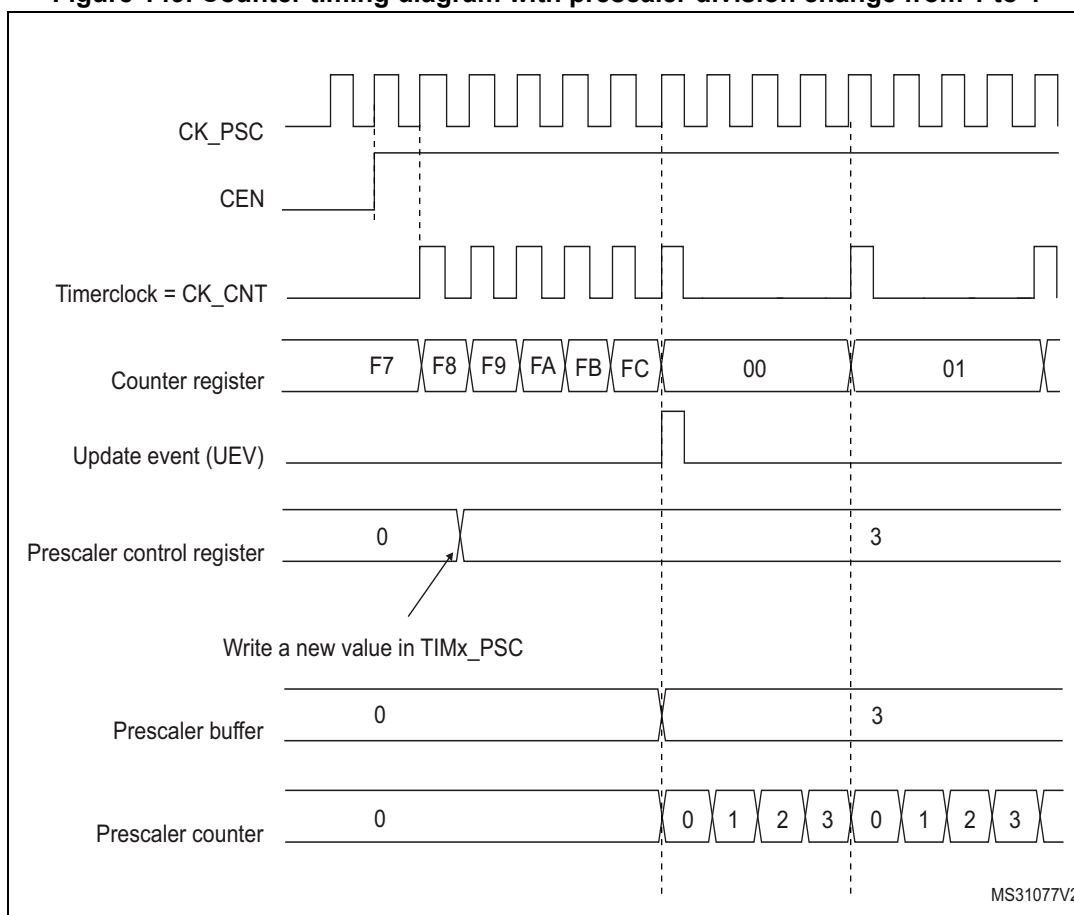 CK_PSC
CEN
Timerclock = CK_CNT
Counter register F7 F8 F9 FA FB FC 00 01
Update event (UEV)
Prescaler control register 0 3
Write a new value in TIMx_PSC
Prescaler buffer 0 3
Prescaler counter 0 0 1 2 3 0 1 2 3
MS31077V2